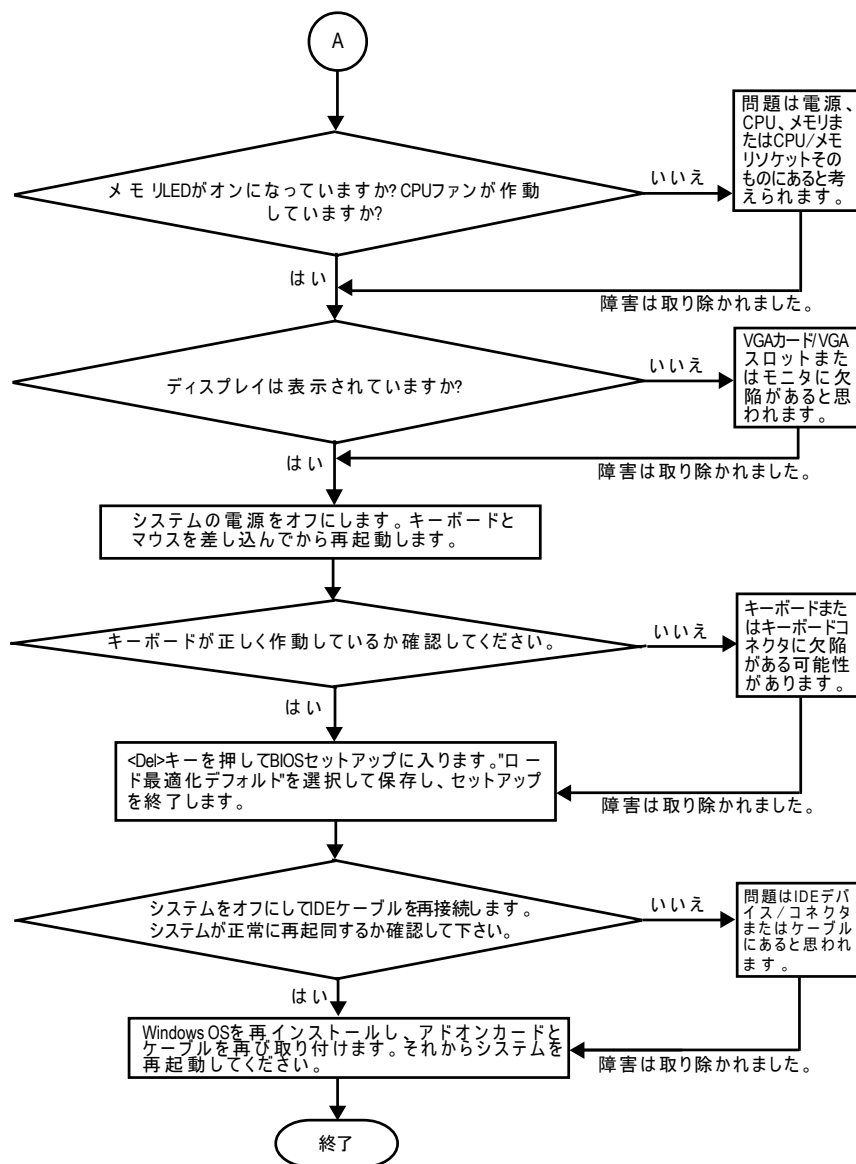 A
問題は電源、
CPU、メモリま
たはCPU/メモ
リソケットその
ものにあると考
えられます。
メモリLEDがオンになっていますか? CPUファンが作動
していますか?
いいえ
はい
障害は取り除かれました。
VGAカード/VGA
スロットまた
はモニタに欠
陥があると思
われます。
ディスプレイは表示されていますか?
いいえ
はい
障害は取り除かれました。
システムの電源をオフにします。キーボードと
マウスを差し込んでから再起動します。
キーボードまた
はキーボードコ
ネクタに欠陥
がある可能性
があります。
キーボードが正しく作動しているか確認してください。
いいえ
はい
<Del>キーを押してBIOSセットアップに入ります。"ロー
ド最適化デフォルド"を選択して保存し、セットアップ
を終了します。
障害は取り除かれました。
問題はIDEデバ
イス/コネクタ
またはケーブル
にあると思われ
ます。
システムをオフにしてIDEケーブルを再接続します。
システムが正常に再起同するか確認して下さい。
いいえ
はい
Windows OSを再インストールし、アドオンカードと
ケーブルを再び取り付けます。それからシステムを
再起動してください。
障害は取り除かれました。
終了